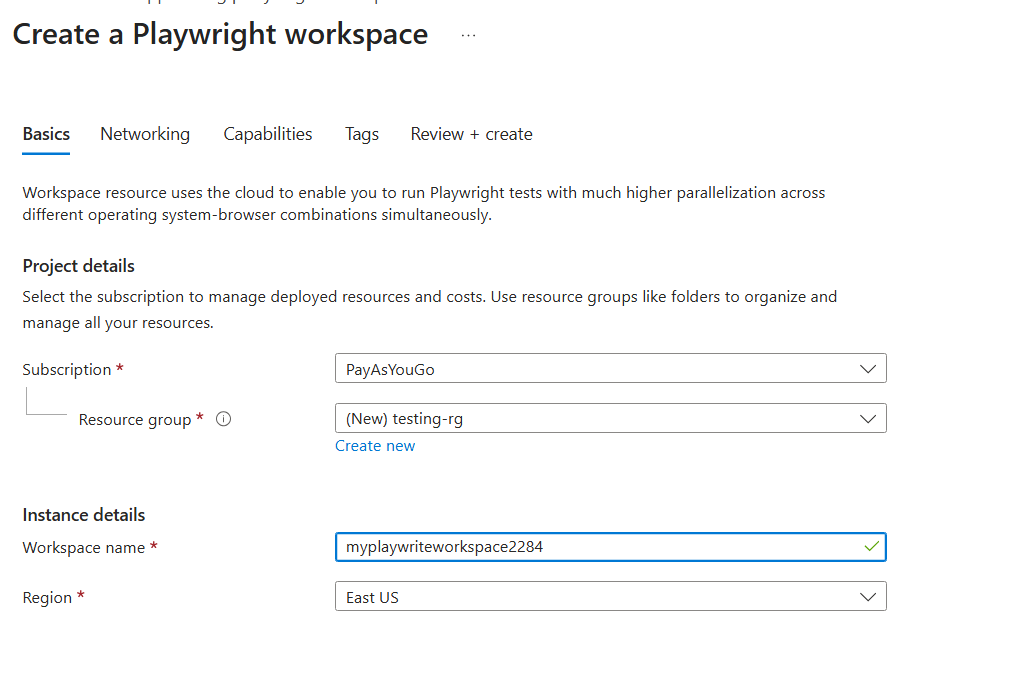 Create a Playwright workspace ...
Basics Networking Capabilities Tags Review + create
Workspace resource uses the cloud to enable you to run Playwright tests with much higher parallelization across
different operating system-browser combinations simultaneously.
Project details
Select the subscription to manage deployed resources and costs. Use resource groups like folders to organize and
manage all your resources.
Subscription * PayAsYouGo
Resource group * (New) testing-rg
Create new
Instance details
Workspace name * myplaywriteworkspace2284
Region * East US